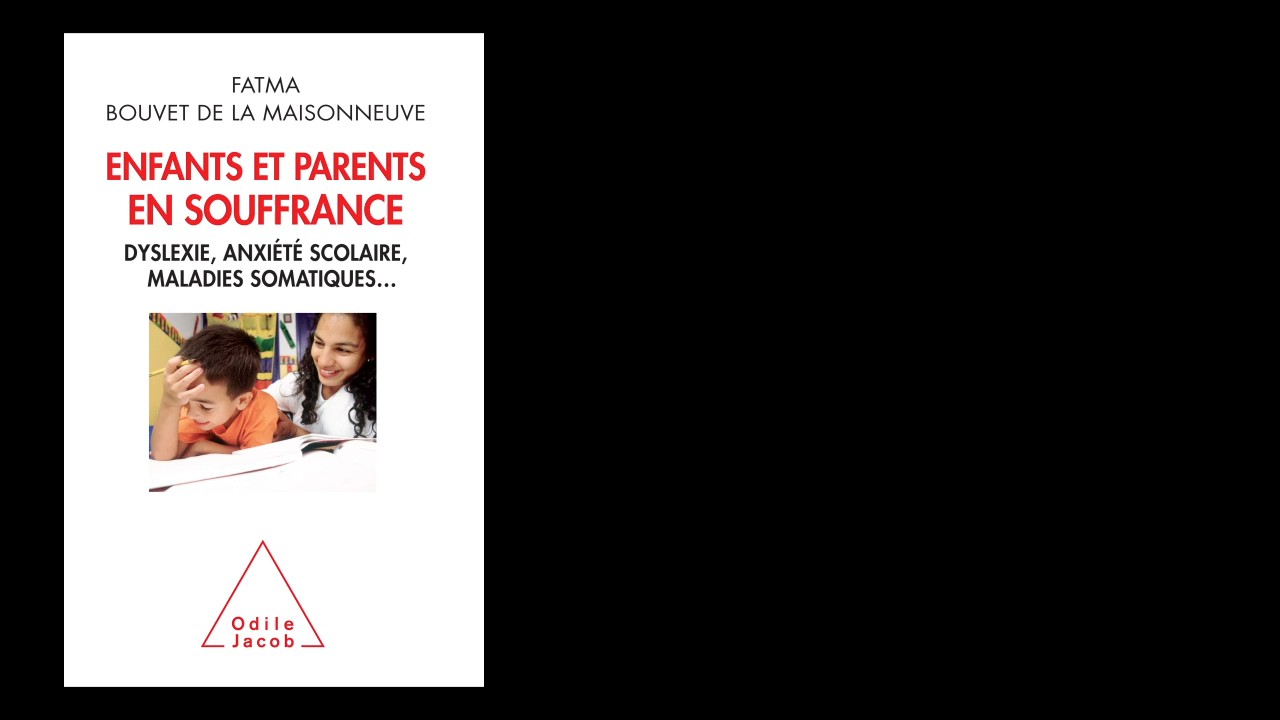 FATMA
BOUVET DE LA MAISONNEUVE
ENFANTS ET PARENTS
EN SOUFFRANCE
DYSLEXIE, ANXIÉTÉ SCOLAIRE,
MALADIES SOMATIQUES...
Odile
Jacob